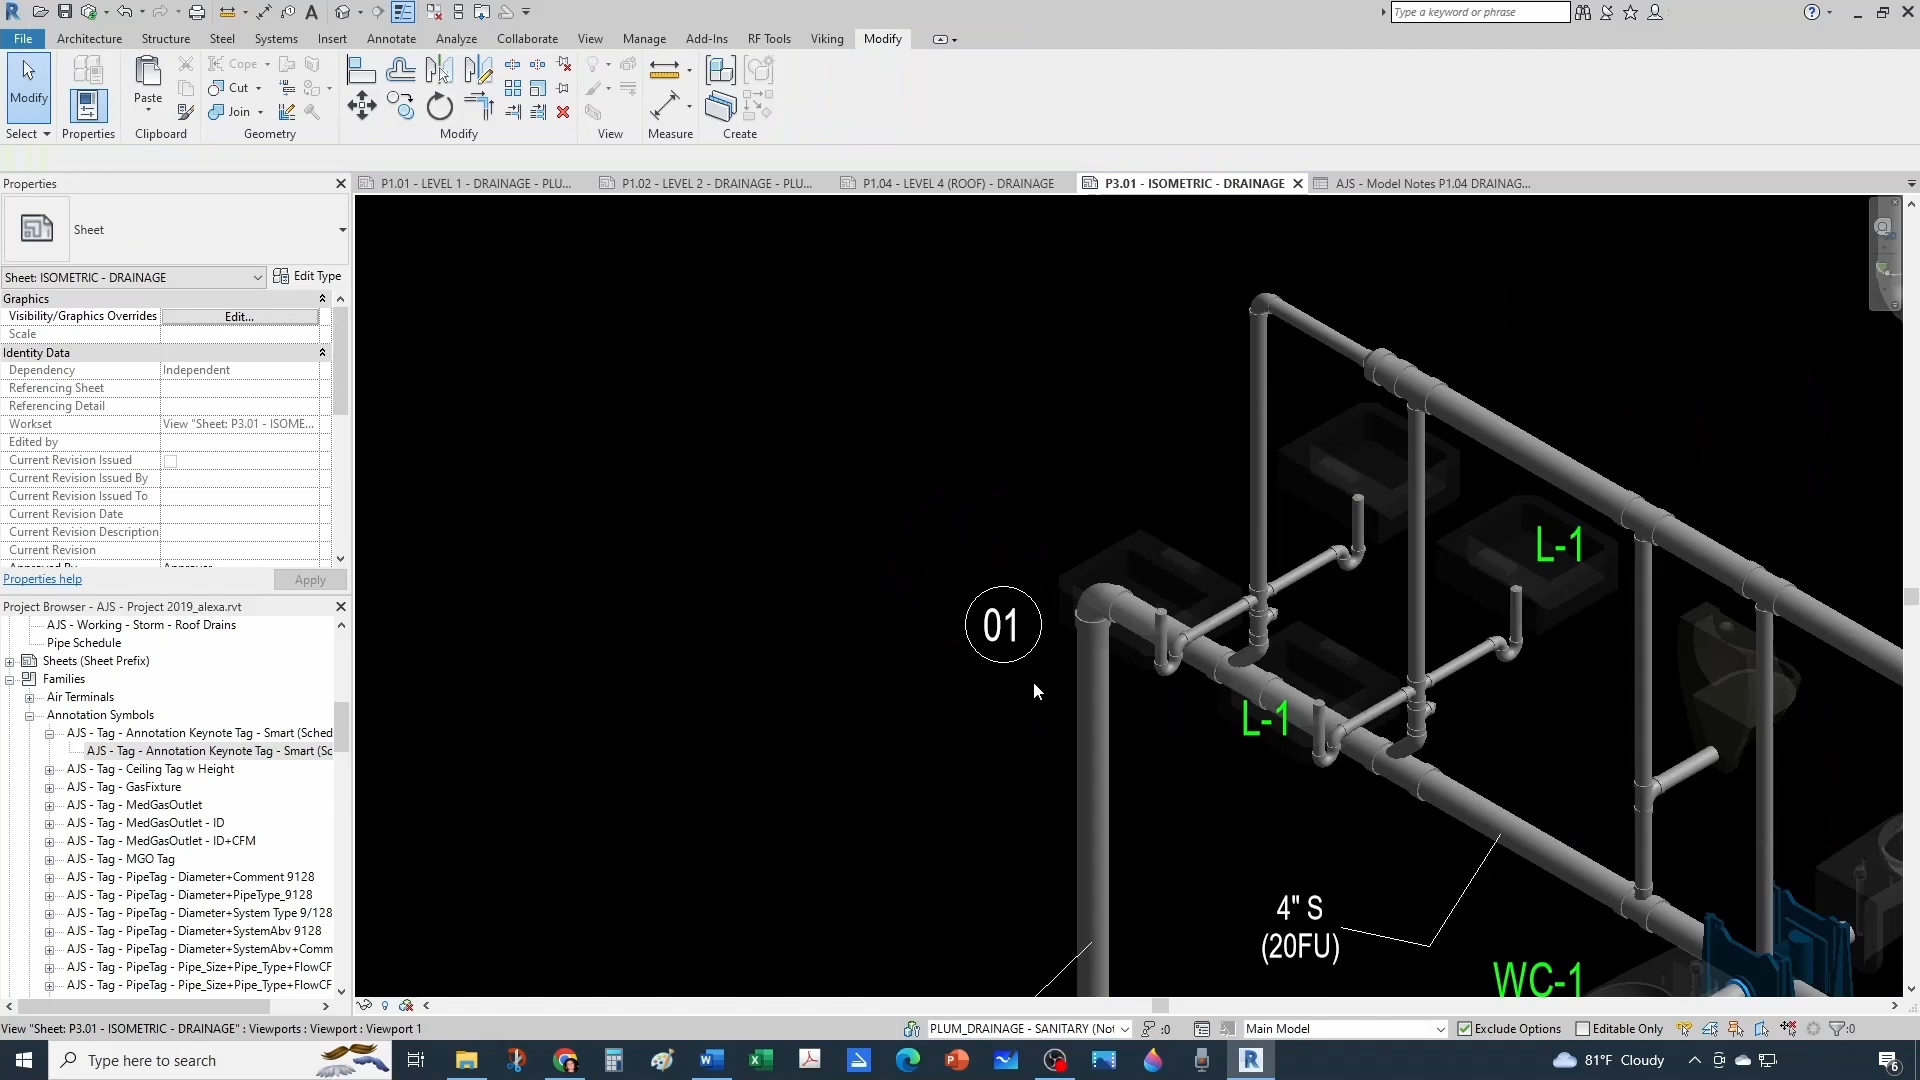 Type a keyword or phrase
File Architecture Structure Steel Systems Insert Annotate Analyze Collaborate View Manage Add-Ins RF Tools Viking Modify
Modify
Paste
Cope
Cut
Join
Select Properties Clipboard Geometry Modify View Measure Create
Properties
P1.01 - LEVEL 1 - DRAINAGE - PLU...
P1.02 - LEVEL 2 - DRAINAGE - PLU...
P1.04 - LEVEL 4 (ROOF) - DRAINAGE
P3.01 - ISOMETRIC - DRAINAGE
AJS - Model Notes P1.04 DRAINAG...
Sheet
Sheet: ISOMETRIC - DRAINAGE
Edit Type
Graphics
Visibility/Graphics Overrides Edit...
Scale
Identity Data
Dependency Independent
Referencing Sheet
Referencing Detail
Workset View "Sheet: P3.01 - ISOME...
Edited by
Current Revision Issued
Current Revision Issued By
Current Revision Issued To
Current Revision Date
Current Revision Description
Current Revision
Properties help Apply
Project Browser - AJS - Project 2019_alexa.rvt
AJS - Working - Storm - Roof Drains
Pipe Schedule
Sheets (Sheet Prefix)
Families
Air Terminals
Annotation Symbols
AJS - Tag - Annotation Keynote Tag - Smart (Sched
AJS - Tag - Annotation Keynote Tag - Smart (Sc
AJS - Tag - Ceiling Tag w Height
AJS - Tag - GasFixture
AJS - Tag - MedGasOutlet
AJS - Tag - MedGasOutlet - ID
AJS - Tag - MedGasOutlet - ID+CFM
AJS - Tag - MGO Tag
AJS - Tag - PipeTag - Diameter+Comment 9128
AJS - Tag - PipeTag - Diameter+PipeType_9128
AJS - Tag - PipeTag - Diameter+System Type 9/128
AJS - Tag - PipeTag - Diameter+SystemAbv 9128
AJS - Tag - PipeTag - Diameter+SystemAbv+Comm
AJS - Tag - PipeTag - Pipe_Size+Pipe_Type+FlowCF
AJS - Tag - PipeTag - Pipe_Size+Pipe_Type+FlowCF
L-1
01
L-1
4" S
(20FU)
WC-1
View "Sheet: P3.01 - ISOMETRIC - DRAINAGE" : Viewports : Viewport : Viewport 1
PLUM_DRAINAGE - SANITARY (Not
:0
Main Model
Exclude Options
Editable Only
:0
Type here to search
81°F Cloudy
6